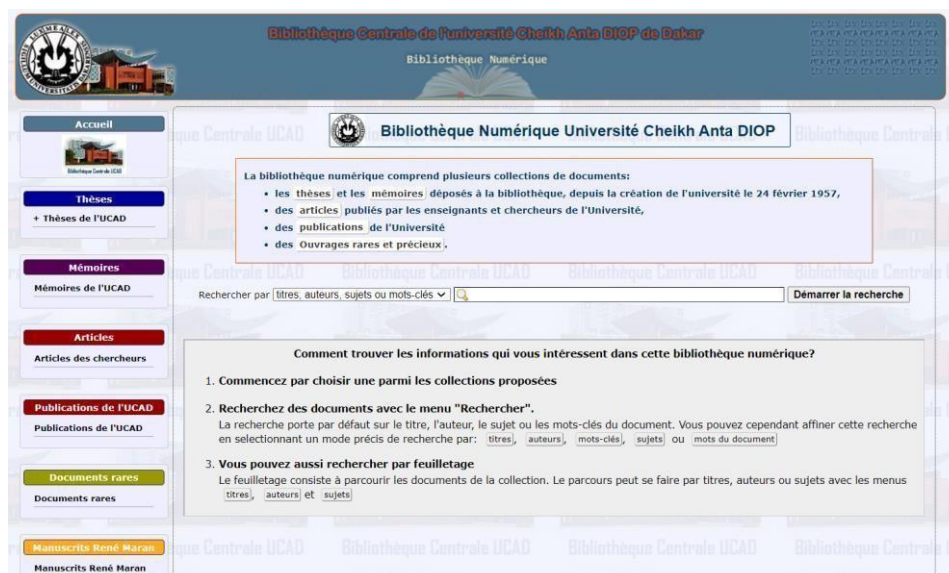 Bibliothèque Centrale de l'université Cheikh Anta DIOP de Dakar
Bibliothèque Numérique
Accueil
Bibliothèque Centrale UCAD
Thèses
+ Thèses de l'UCAD
Mémoires
Mémoires de l'UCAD
Articles
Articles des chercheurs
Publications de l'UCAD
Publications de l'UCAD
Documents rares
Documents rares
Manuscrits René Maran
Manuscrits René Maran
Bibliothèque Numérique Université Cheikh Anta DIOP
La bibliothèque numérique comprend plusieurs collections de documents:
• les thèses et les mémoires déposés à la bibliothèque, depuis la création de l'université le 24 février 1957,
• des articles publiés par les enseignants et chercheurs de l'Université,
• des publications de l'Université
• des Ouvrages rares et précieux.
Rechercher par titres, auteurs, sujets ou mots-clés Démarrer la recherche
Comment trouver les informations qui vous intéressent dans cette bibliothèque numérique?
1. Commencez par choisir une parmi les collections proposées
2. Recherchez des documents avec le menu "Rechercher".
La recherche porte par défaut sur le titre, l'auteur, le sujet ou les mots-clés du document. Vous pouvez cependant affiner cette recherche
en selectionnant un mode précis de recherche par: titres, auteurs, mots-clés, sujets ou mots du document
3. Vous pouvez aussi rechercher par feuilletage
Le feuilletage consiste à parcourir les documents de la collection. Le parcours peut se faire par titres, auteurs ou sujets avec les menus
titres, auteurs et sujets
Bibliothèque Centrale UCAD